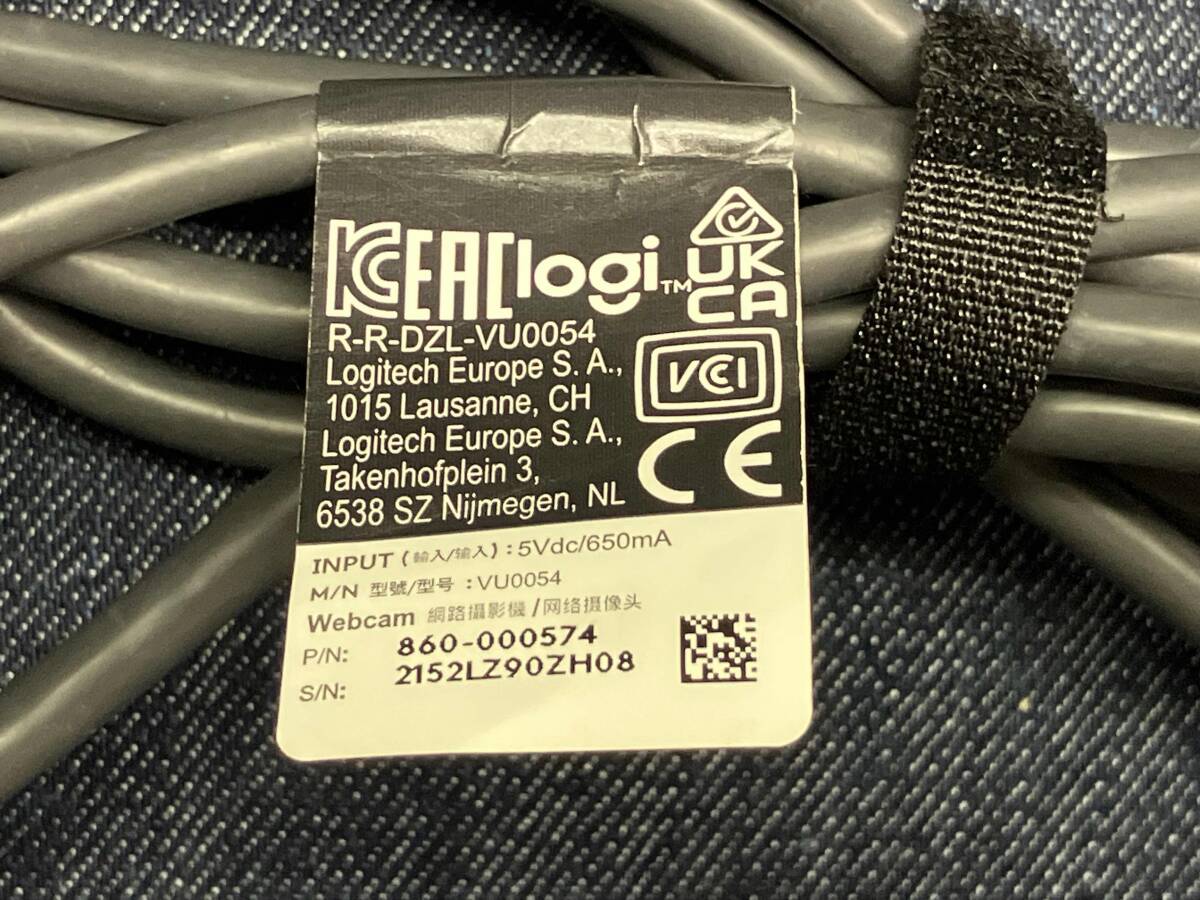 KC EAC logi™ UK CA
R-R-DZL-VU0054
Logitech Europe S. A.,
1015 Lausanne, CH
VCCI
Logitech Europe S. A.,
Takenhofplein 3,
6538 SZ Nijmegen, NL
CE
INPUT (輸入/输入) : 5Vdc/650mA
M/N 型號/型号 : VU0054
Webcam 網路攝影機 / 网络摄像头
P/N: 860-000574
S/N: 2152LZ90ZH08